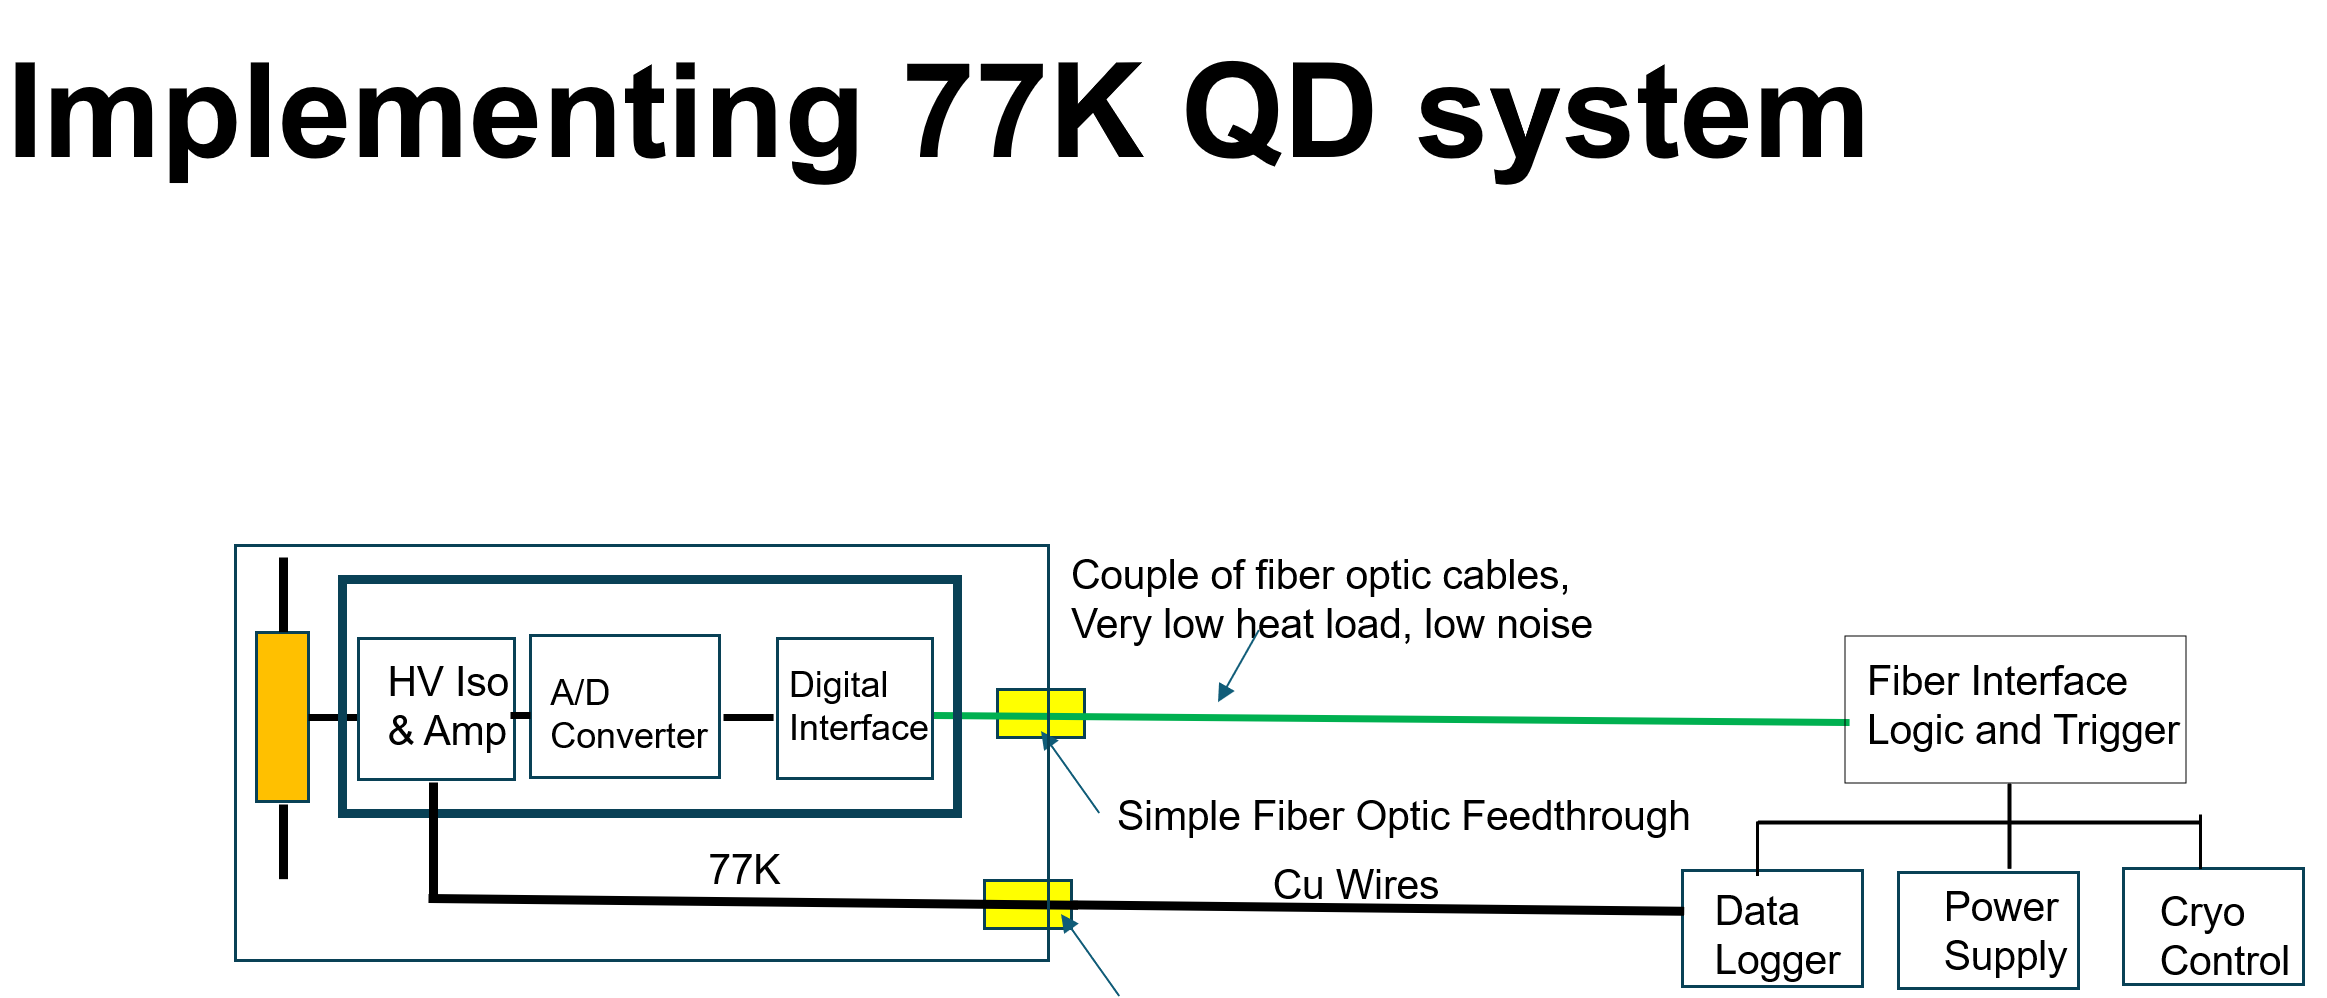 Implementing 77K QD system
Couple of fiber optic cables,
Very low heat load, low noise
HV Iso
& Amp
A/D
Converter
Digital
Interface
Fiber Interface
Logic and Trigger
Simple Fiber Optic Feedthrough
77K
Cu Wires
Data
Logger
Power
Supply
Cryo
Control